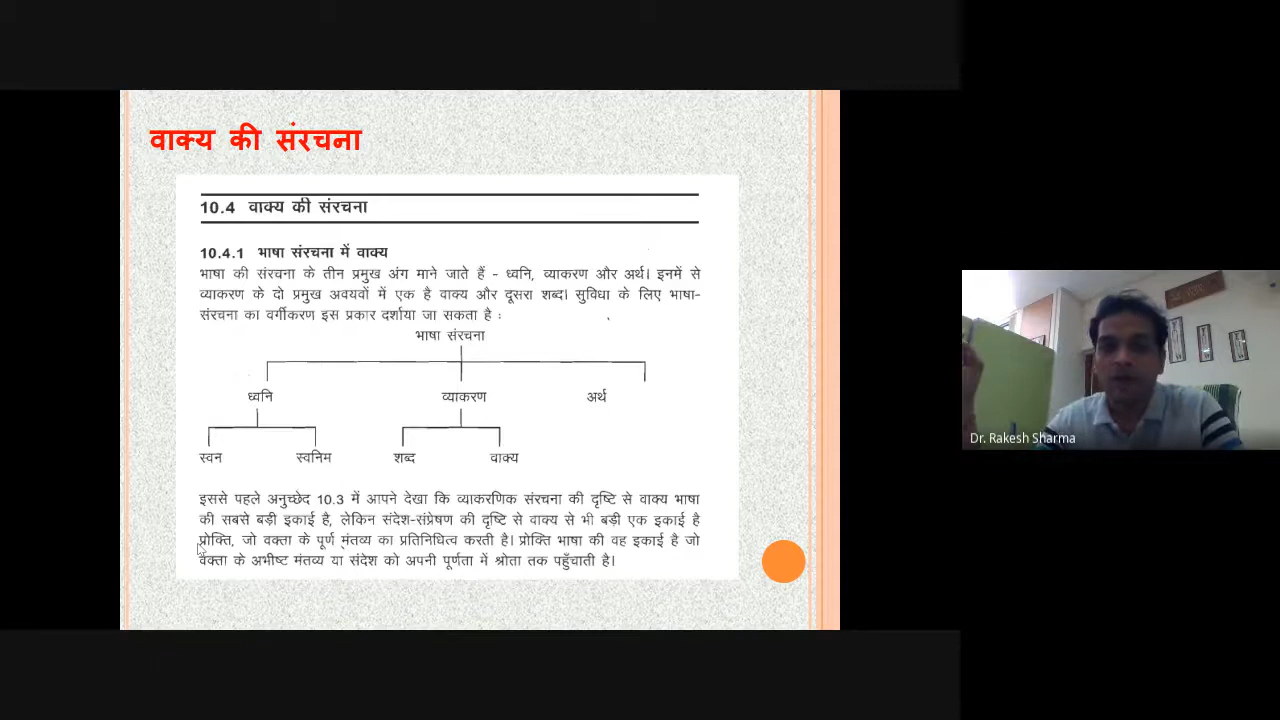 वाक्य की संरचना
10.4 वाक्य की संरचना
10.4.1 भाषा संरचना में वाक्य
भाषा की संरचना के तीन प्रमुख अंग माने जाते हैं - ध्वनि, व्याकरण और अर्थ। इनमें से
व्याकरण के दो प्रमुख अवयवों में एक है वाक्य और दूसरा शब्द। सुविधा के लिए भाषा-
संरचना का वर्गीकरण इस प्रकार दर्शाया जा सकता है :
भाषा संरचना
ध्वनि व्याकरण अर्थ
स्वन स्वनिम शब्द वाक्य
इससे पहले अनुच्छेद 10.3 में आपने देखा कि व्याकरणिक संरचना की दृष्टि से वाक्य भाषा
की सबसे बड़ी इकाई है, लेकिन संदेश-संप्रेषण की दृष्टि से वाक्य से भी बड़ी एक इकाई है
प्रोक्ति, जो वक्ता के पूर्ण मंतव्य का प्रतिनिधित्व करती है। प्रोक्ति भाषा की वह इकाई है जो
वक्ता के अभीष्ट मंतव्य या संदेश को अपनी पूर्णता में श्रोता तक पहुँचाती है।
Dr. Rakesh Sharma